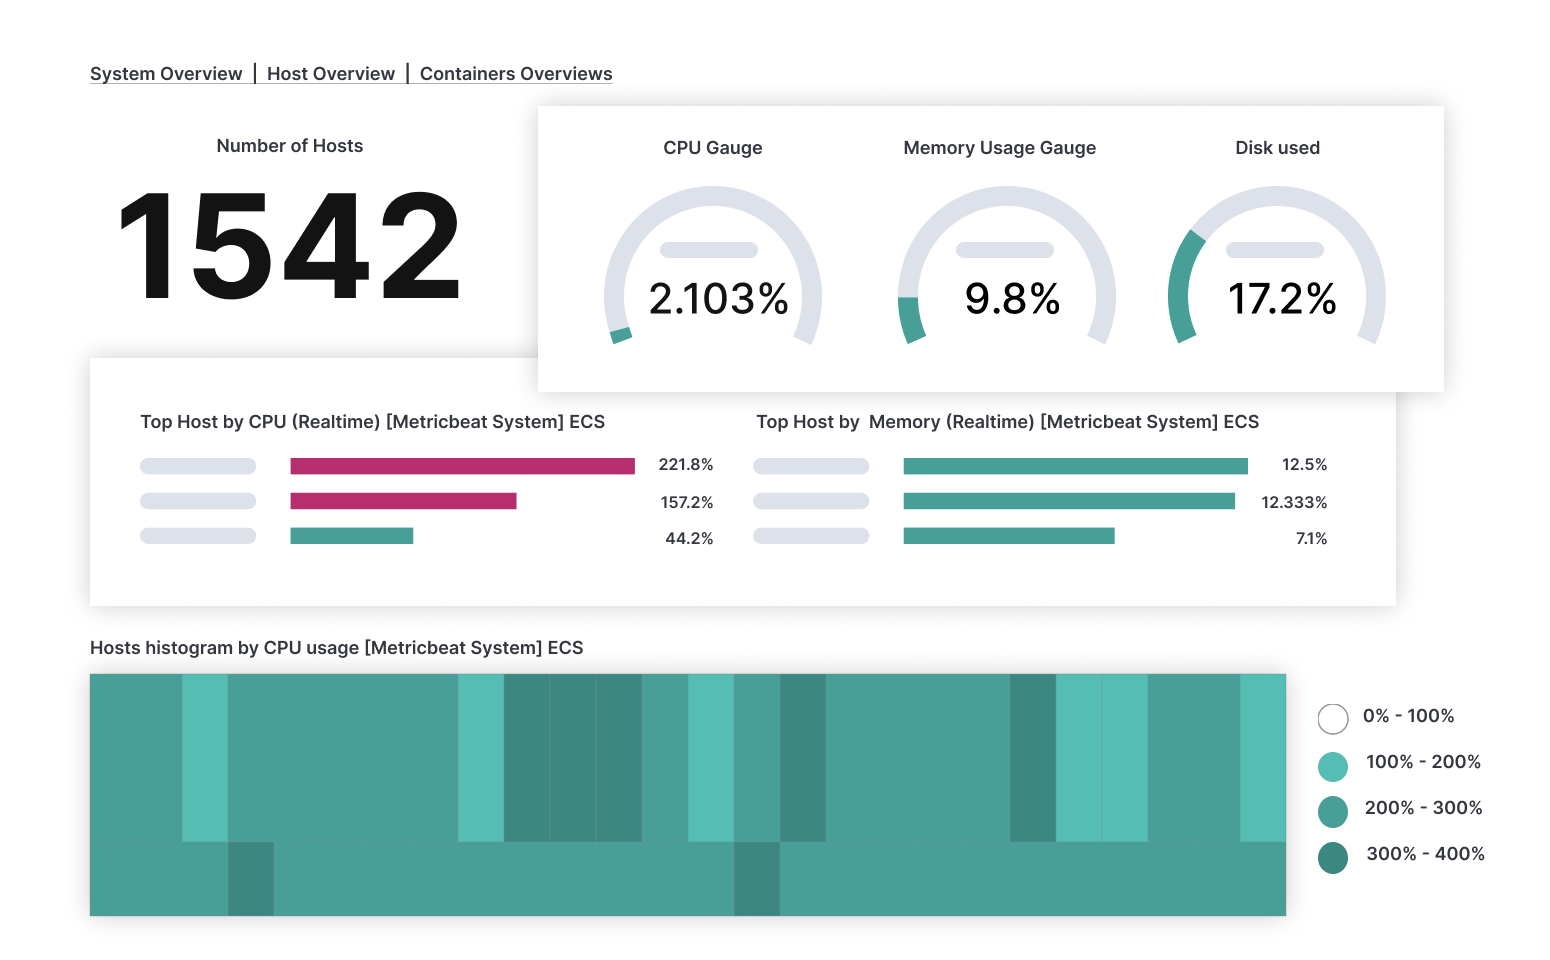 System Overview | Host Overview | Containers Overviews
Number of Hosts
1542
CPU Gauge
2.103%
Memory Usage Gauge
9.8%
Disk used
17.2%
Top Host by CPU (Realtime) [Metricbeat System] ECS
221.8%
157.2%
44.2%
Top Host by Memory (Realtime) [Metricbeat System] ECS
12.5%
12.333%
7.1%
Hosts histogram by CPU usage [Metricbeat System] ECS
0% - 100%
100% - 200%
200% - 300%
300% - 400%